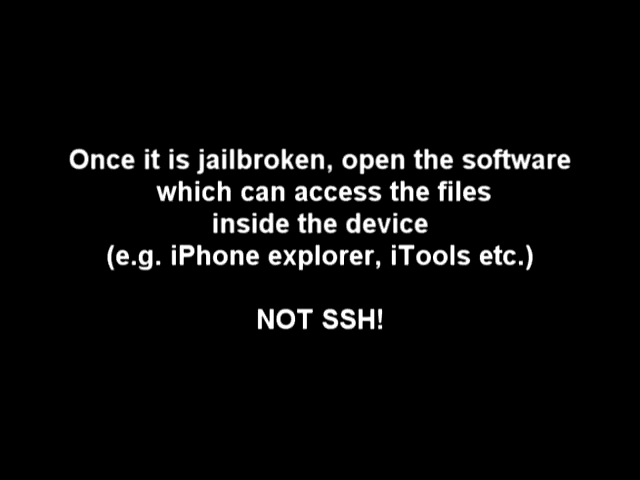 Once it is jailbroken, open the software
which can access the files
inside the device
(e.g. iPhone explorer, iTools etc.)
NOT SSH!